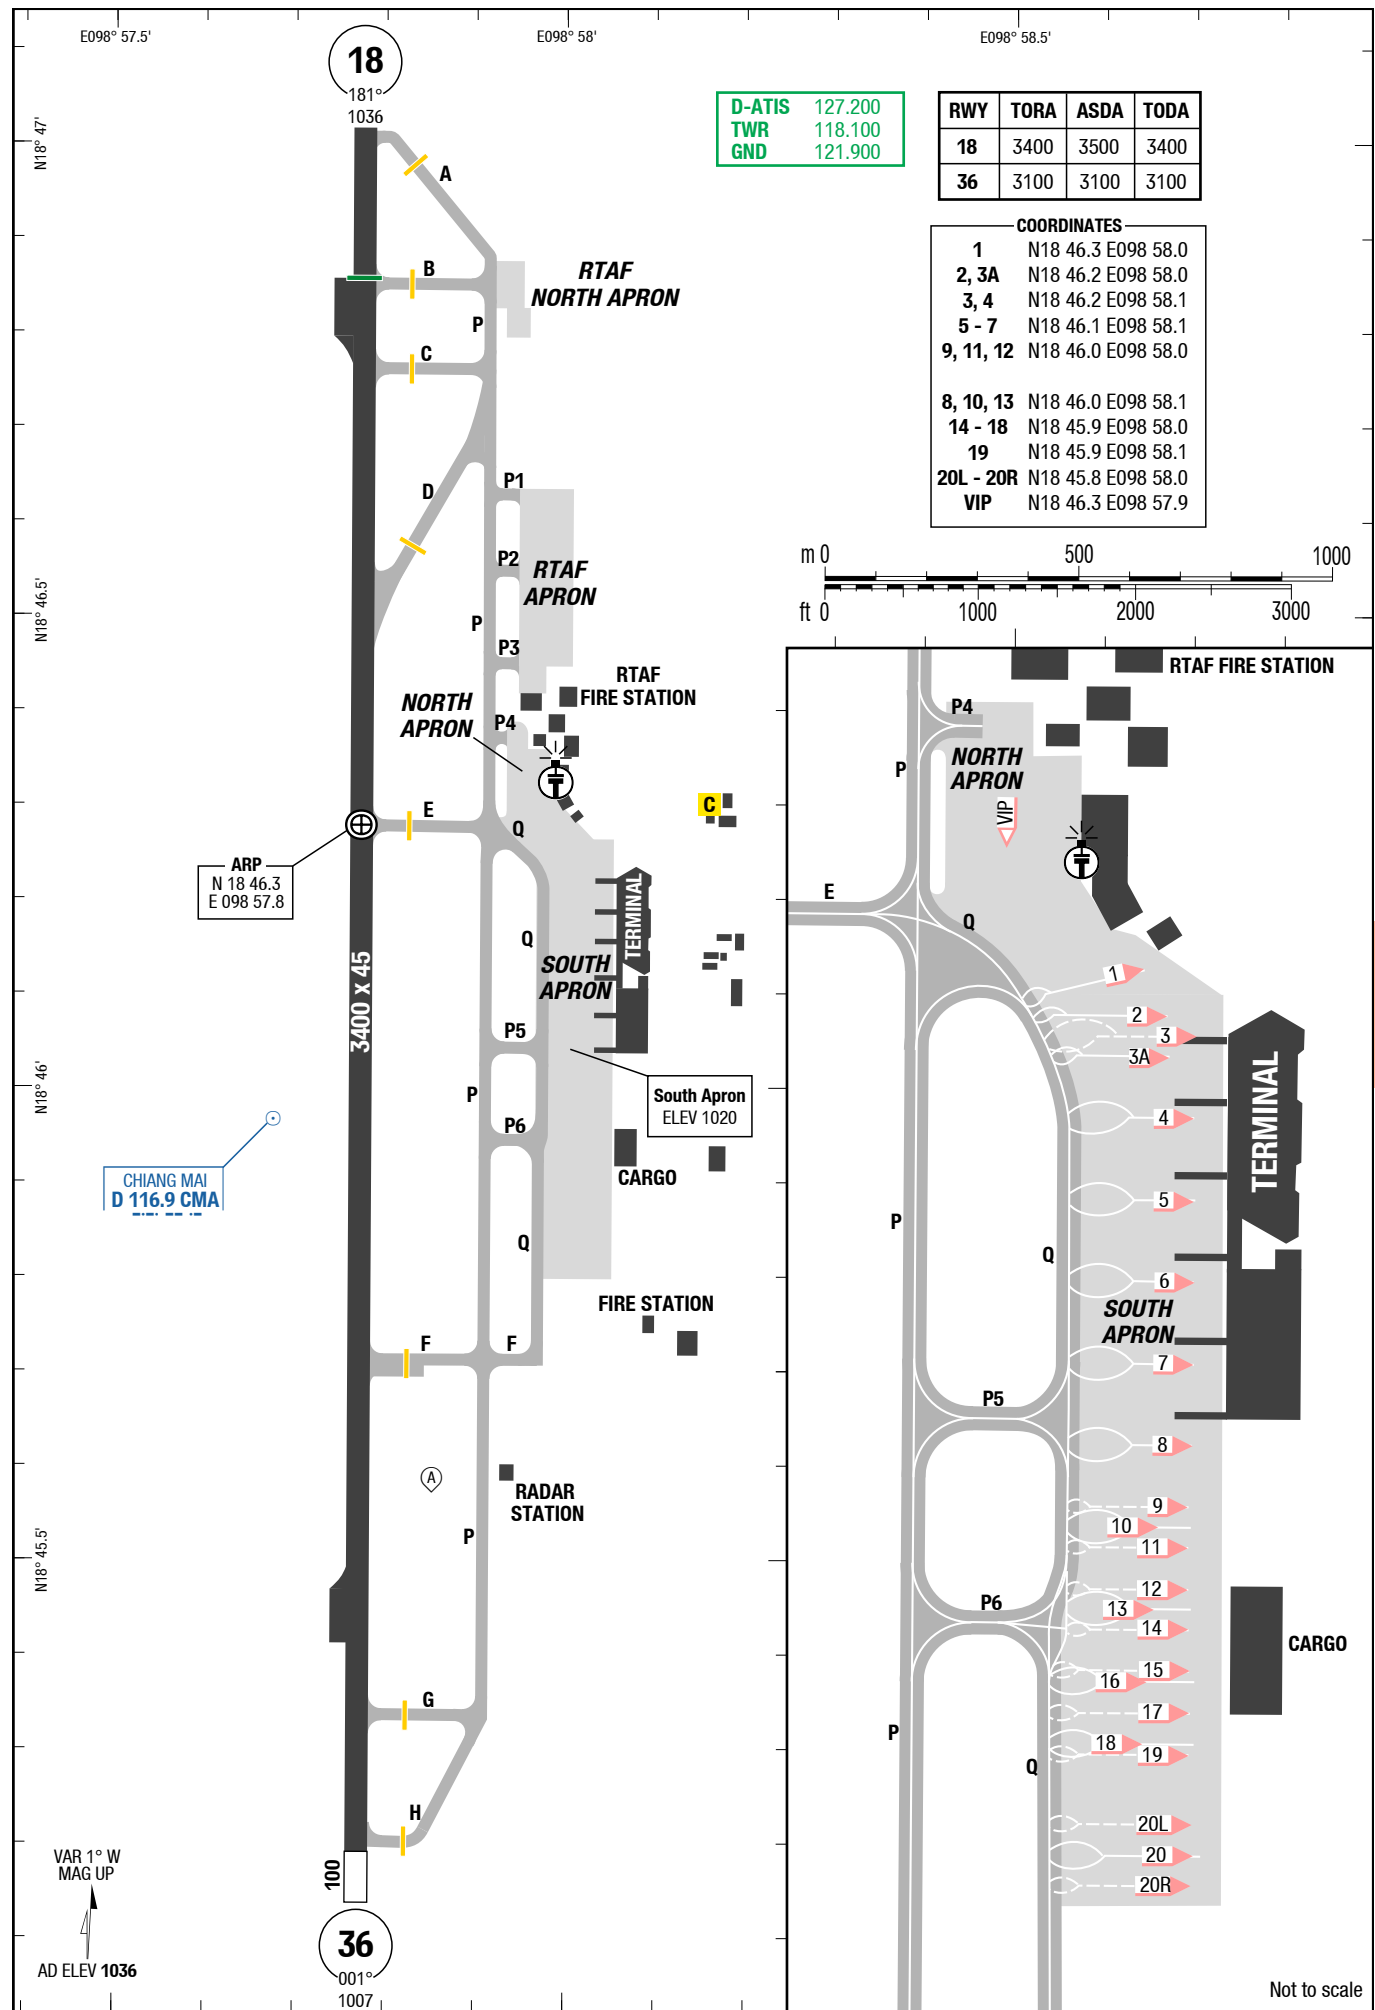 E098° 57.5'
E098° 58'
E098° 58.5'
18
181°
1036
N18° 47'
D-ATIS 127.200
TWR 118.100
GND 121.900
RWY TORA ASDA TODA
18 3400 3500 3400
36 3100 3100 3100
COORDINATES
1 N18 46.3 E098 58.0
2, 3A N18 46.2 E098 58.0
3, 4 N18 46.2 E098 58.1
5 - 7 N18 46.1 E098 58.1
9, 11, 12 N18 46.0 E098 58.0
8, 10, 13 N18 46.0 E098 58.1
14 - 18 N18 45.9 E098 58.0
19 N18 45.9 E098 58.1
20L - 20R N18 45.8 E098 58.0
VIP N18 46.3 E098 57.9
m 0 500 1000
ft 0 1000 2000 3000
A
B
RTAF
NORTH APRON
P
C
D
P1
P2
RTAF
APRON
N18° 46.5'
P
P3
RTAF
FIRE STATION
NORTH
APRON
P4
C
E
Q
ARP
N 18 46.3
E 098 57.8
TERMINAL
Q
SOUTH
APRON
3400 x 45
P5
N18° 46'
P
South Apron
ELEV 1020
P6
CHIANG MAI
D 116.9 CMA
CARGO
Q
FIRE STATION
F
F
A
RADAR
STATION
P
N18° 45.5'
G
H
100
VAR 1° W
MAG UP
AD ELEV 1036
36
001°
1007
RTAF FIRE STATION
P4
NORTH
APRON
P
VIP
E
Q
1
2
3
3A
4
TERMINAL
5
P
Q
6
SOUTH
APRON
7
P5
8
9
10
11
12
P6
13
14
CARGO
15
16
17
P
18
19
Q
20L
20
20R
Not to scale